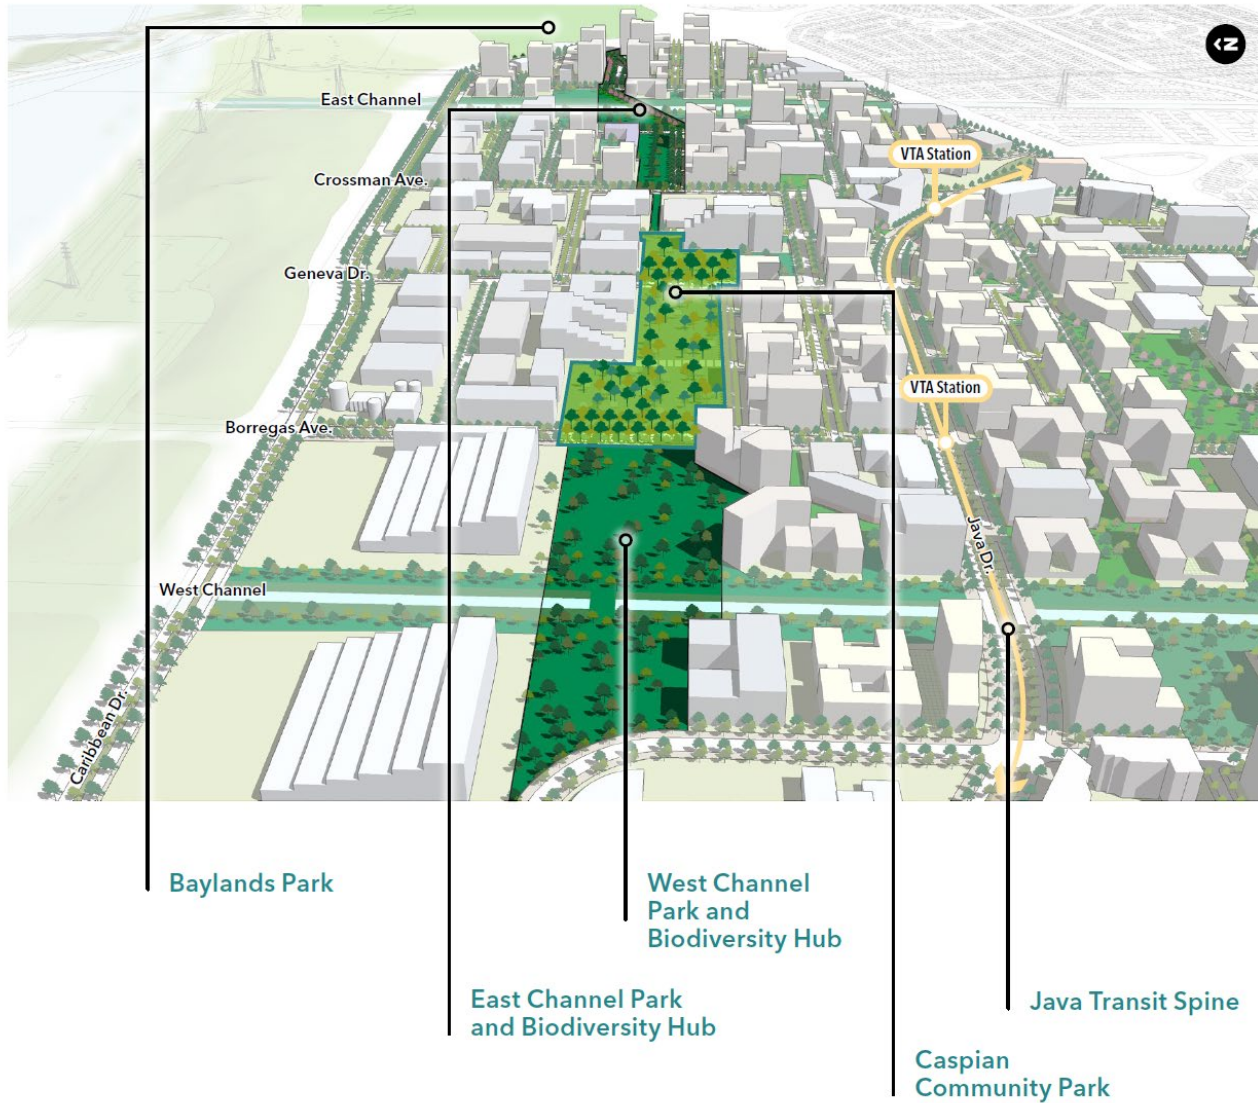 N
East Channel
VTA Station
Crossman Ave.
Geneva Dr.
VTA Station
Borregas Ave.
Java Dr.
West Channel
Caribbean Dr.
Baylands Park
West Channel
Park and
Biodiversity Hub
East Channel Park
and Biodiversity Hub
Java Transit Spine
Caspian
Community Park